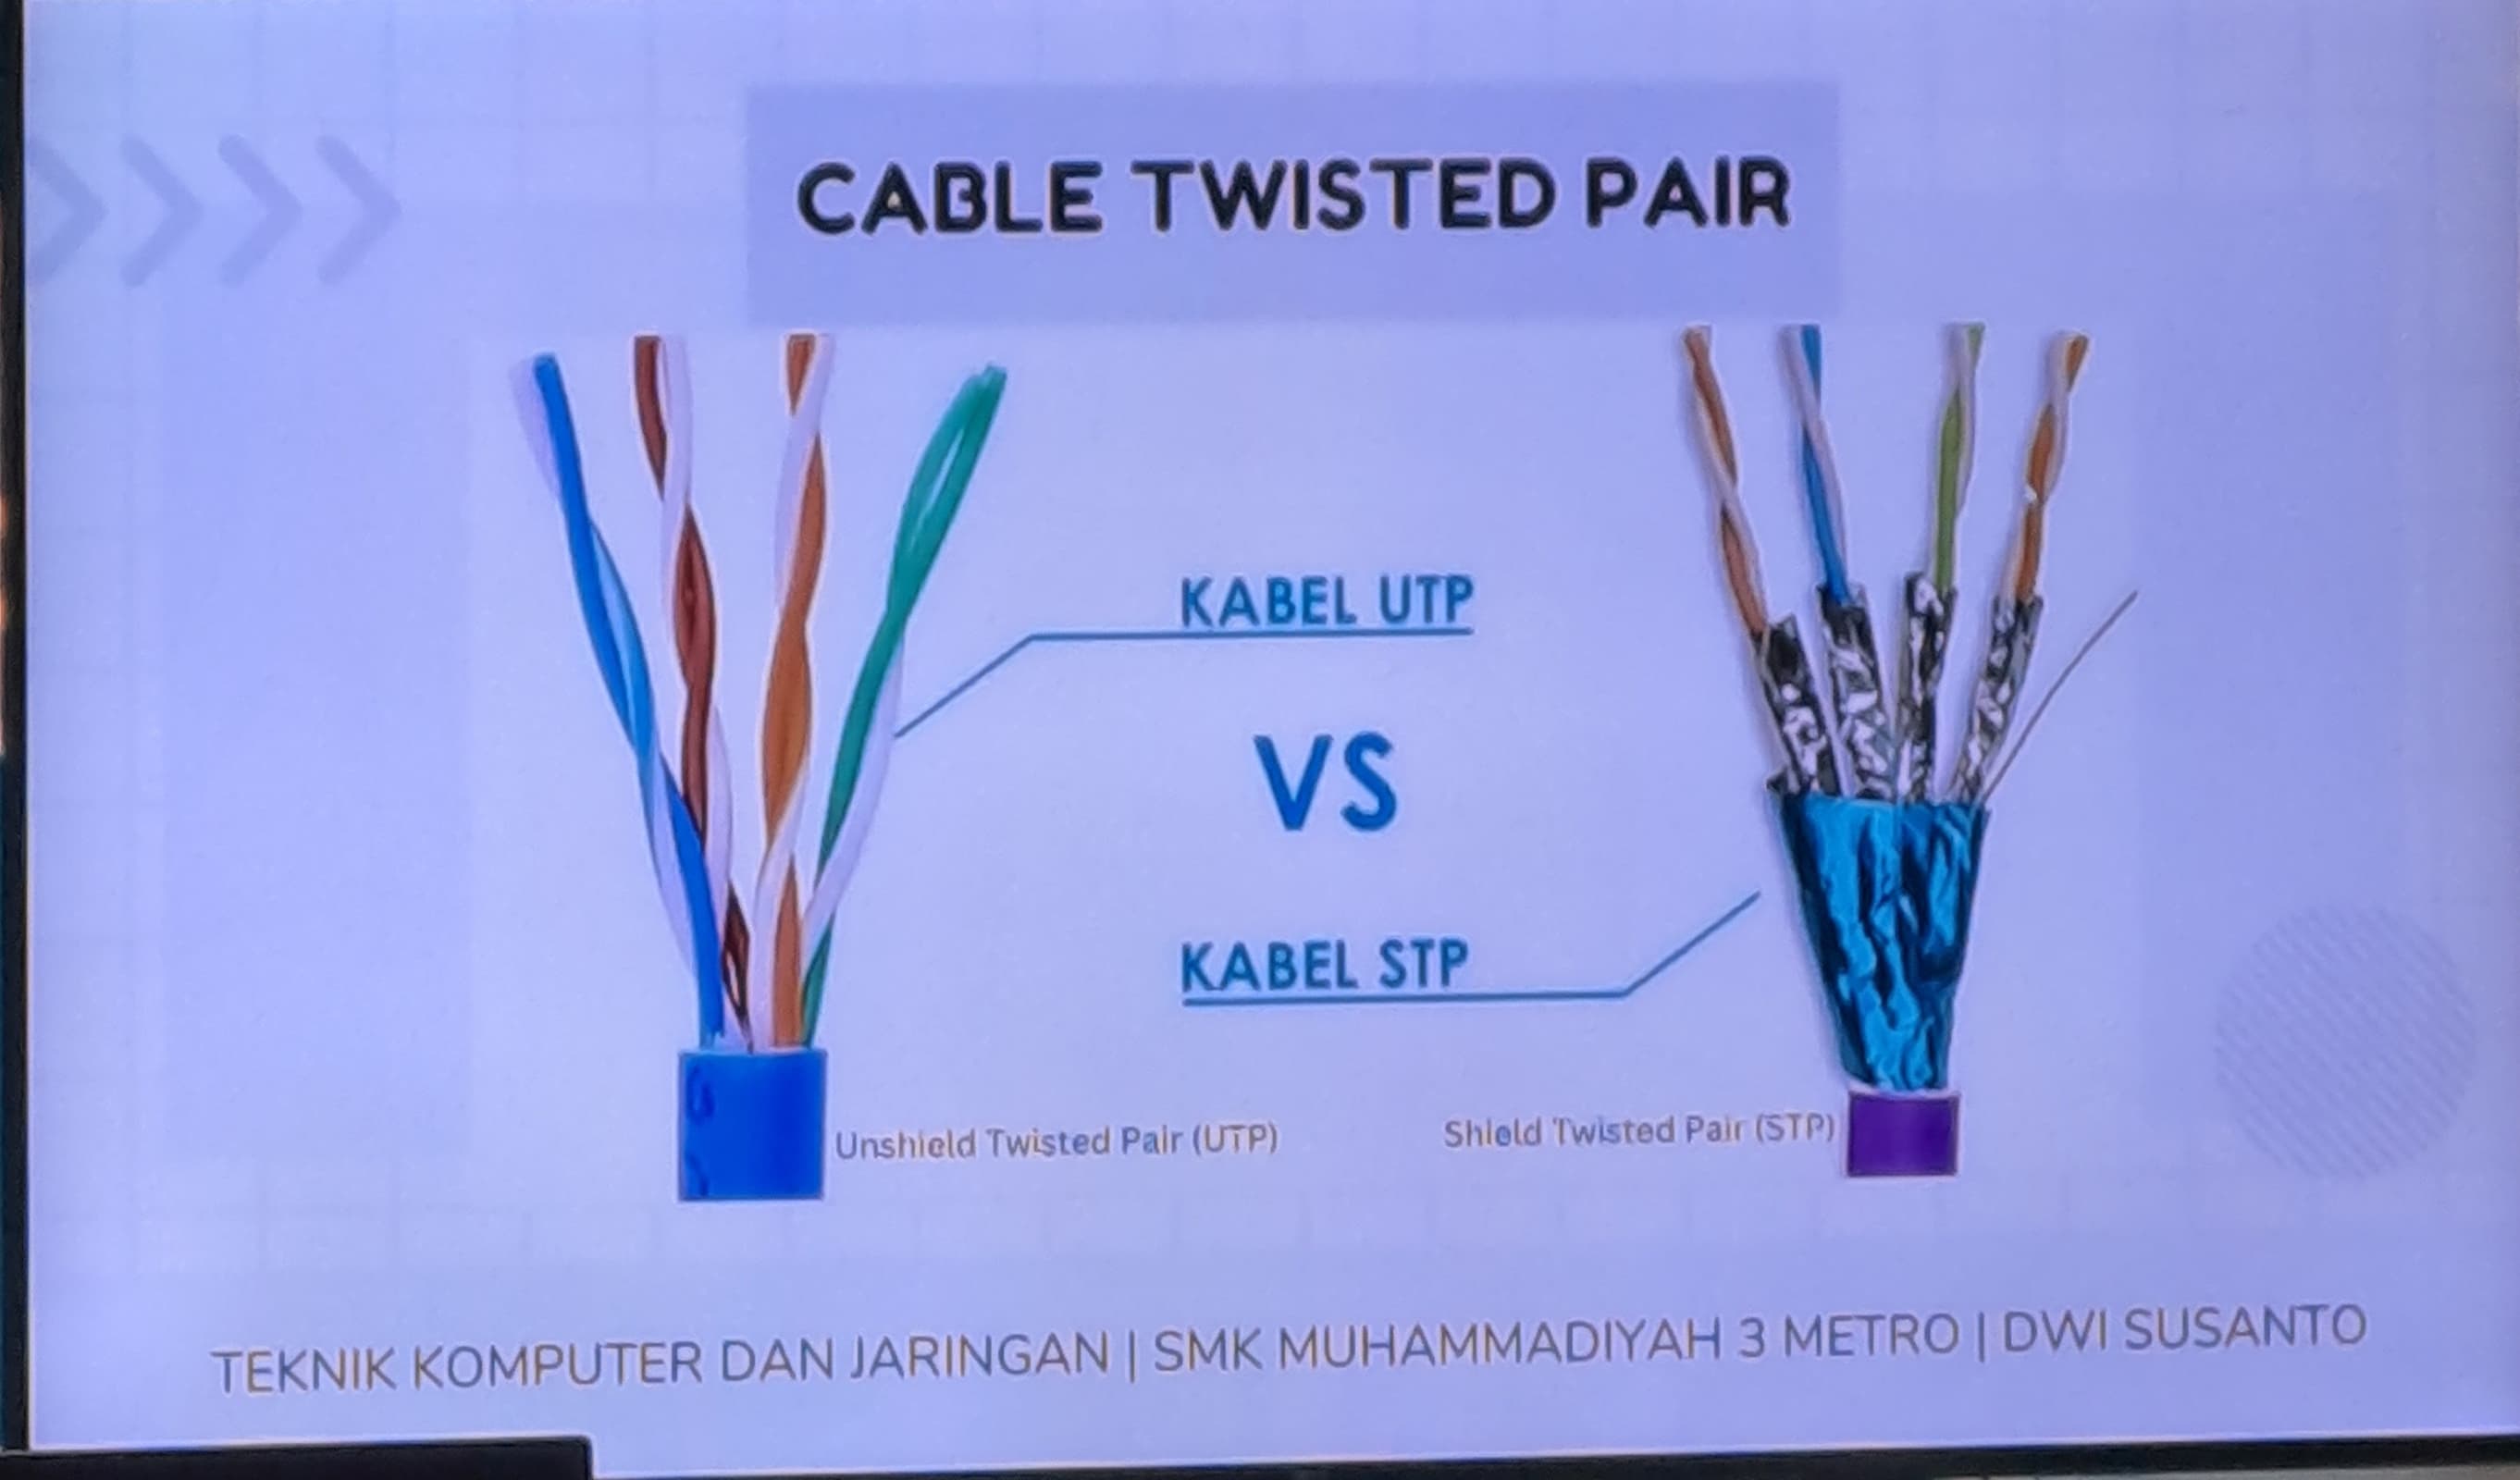 CABLE TWISTED PAIR
KABEL UTP
VS
KABEL STP
Unshield Twisted Pair (UTP)
Shield Twisted Pair (STP)
TEKNIK KOMPUTER DAN JARINGAN | SMK MUHAMMADIYAH 3 METRO | DWI SUSANTO